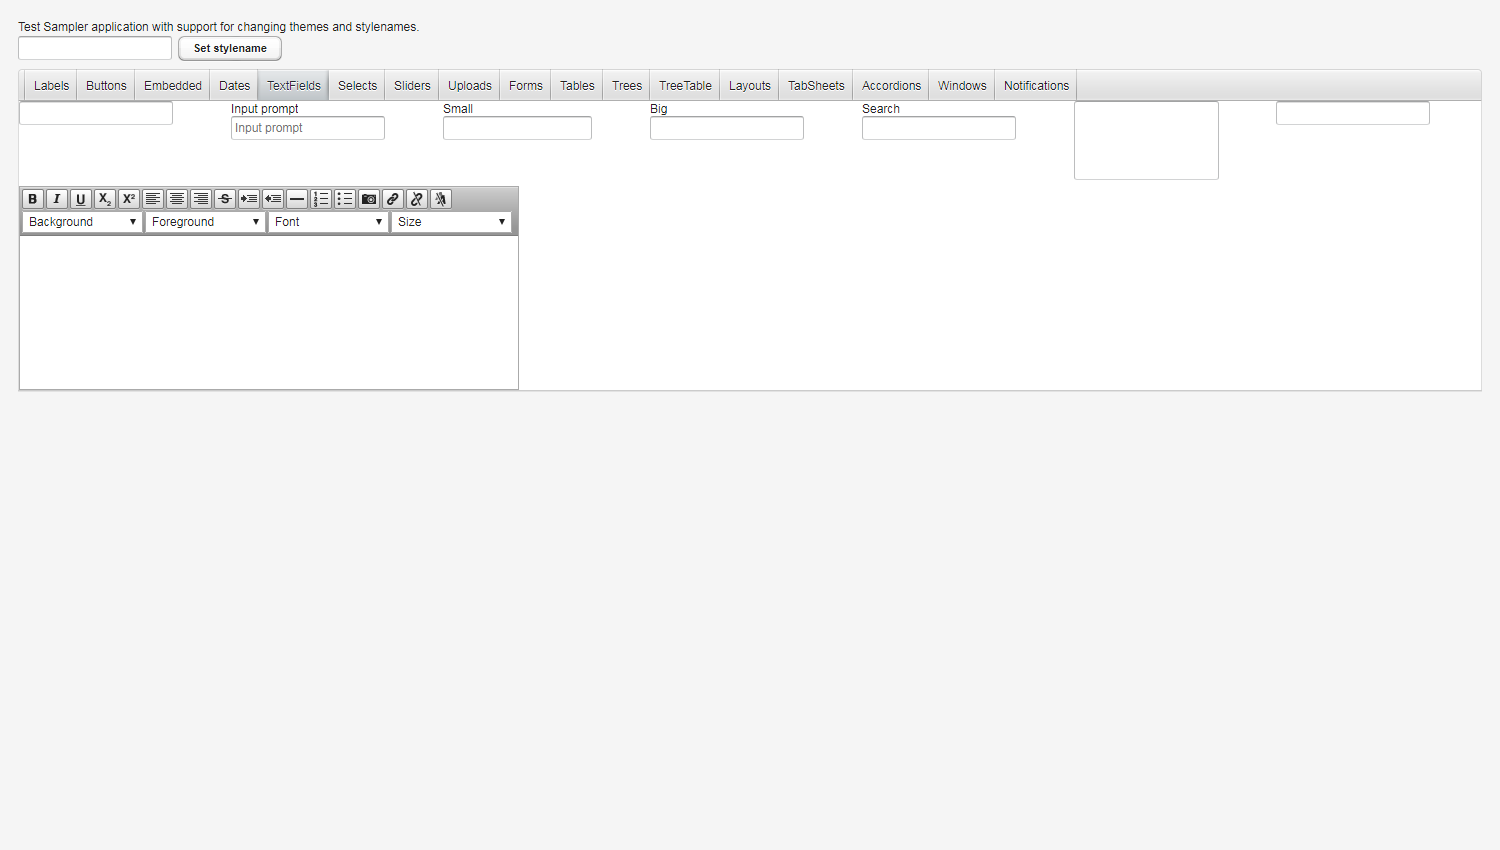 Test Sampler application with support for changing themes and stylenames.
Set stylename
Labels Buttons Embedded Dates TextFields Selects Sliders Uploads Forms Tables Trees TreeTable Layouts TabSheets Accordions Windows Notifications
Input prompt Small Big Search
Input prompt
B I U X₂ X² S
Background Foreground Font Size